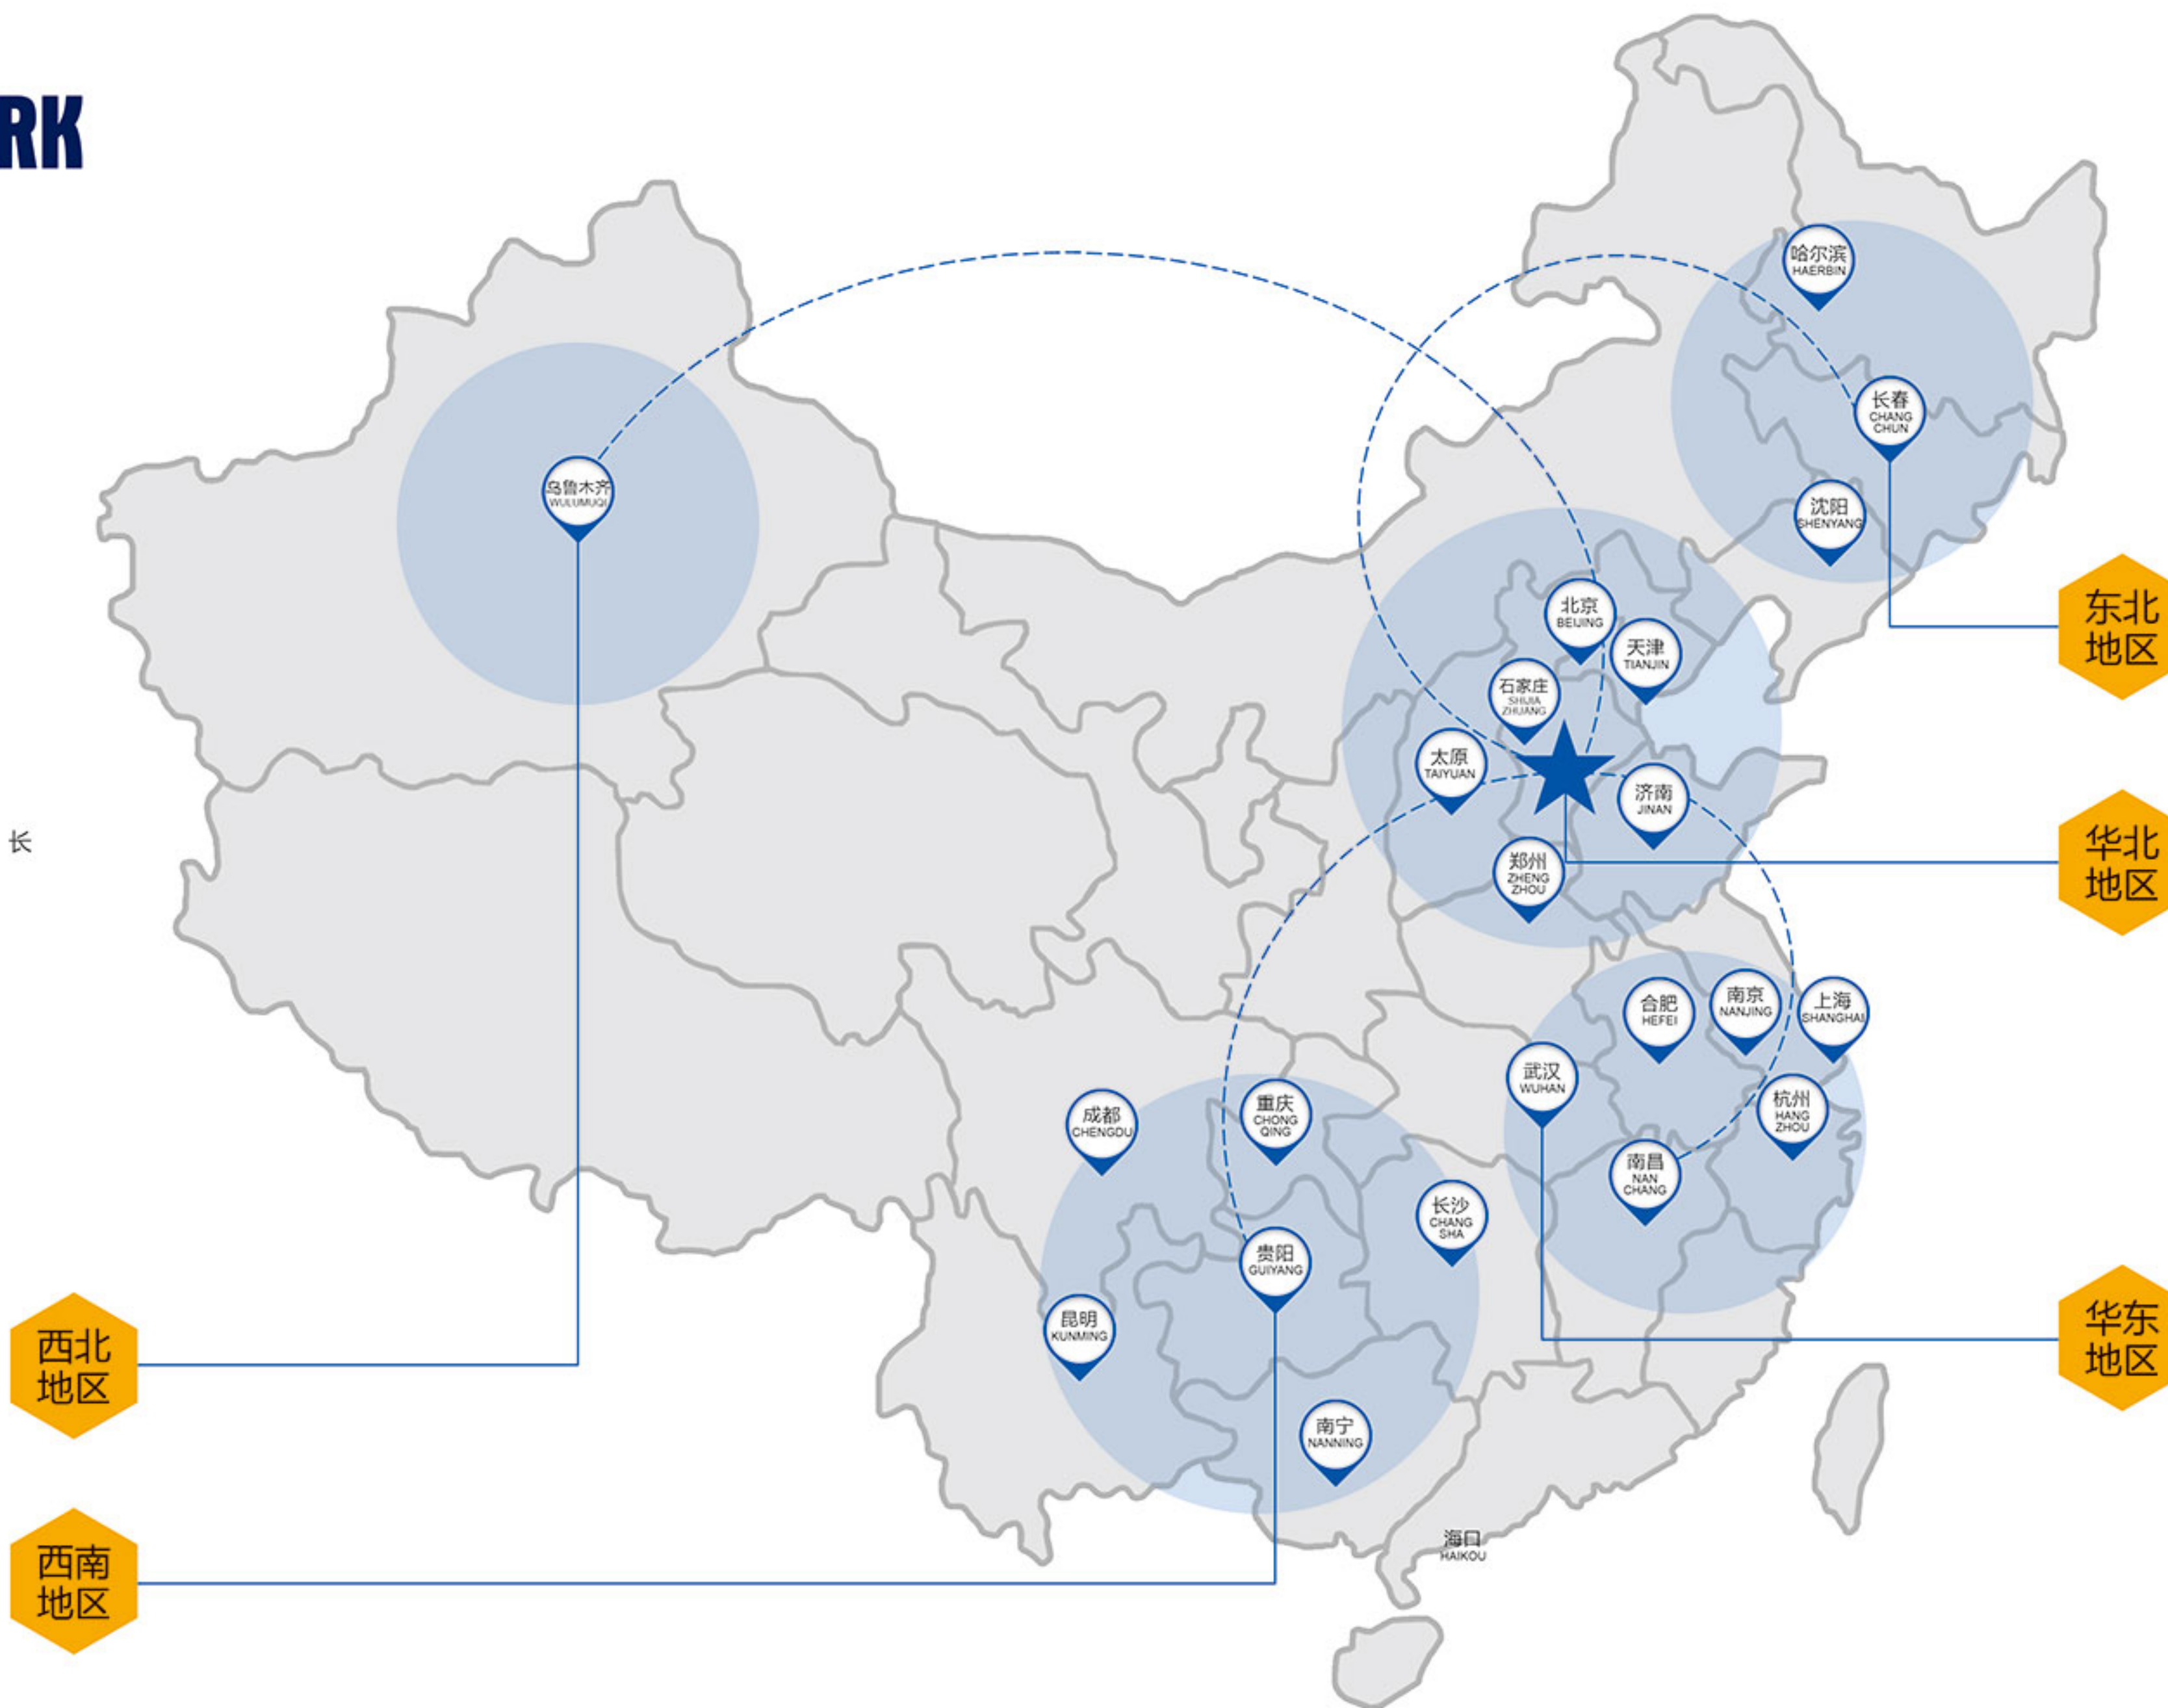 RK
哈尔滨
HAERBIN
长春
CHANG
CHUN
乌鲁木齐
WULUMUQI
沈阳
SHENYANG
北京
BEIJING
东北
地区
天津
TIANJIN
石家庄
SHIJIA
ZHUANG
太原
TAIYUAN
济南
JINAN
长
华北
地区
郑州
ZHENG
ZHOU
合肥
HEFEI
南京
NANJING
上海
SHANGHAI
武汉
WUHAN
杭州
HANG
ZHOU
成都
CHENGDU
重庆
CHONG
QING
南昌
NAN
CHANG
长沙
CHANG
SHA
贵阳
GUIYANG
昆明
KUNMING
华东
地区
西北
地区
南宁
NANNING
海口
HAIKOU
西南
地区